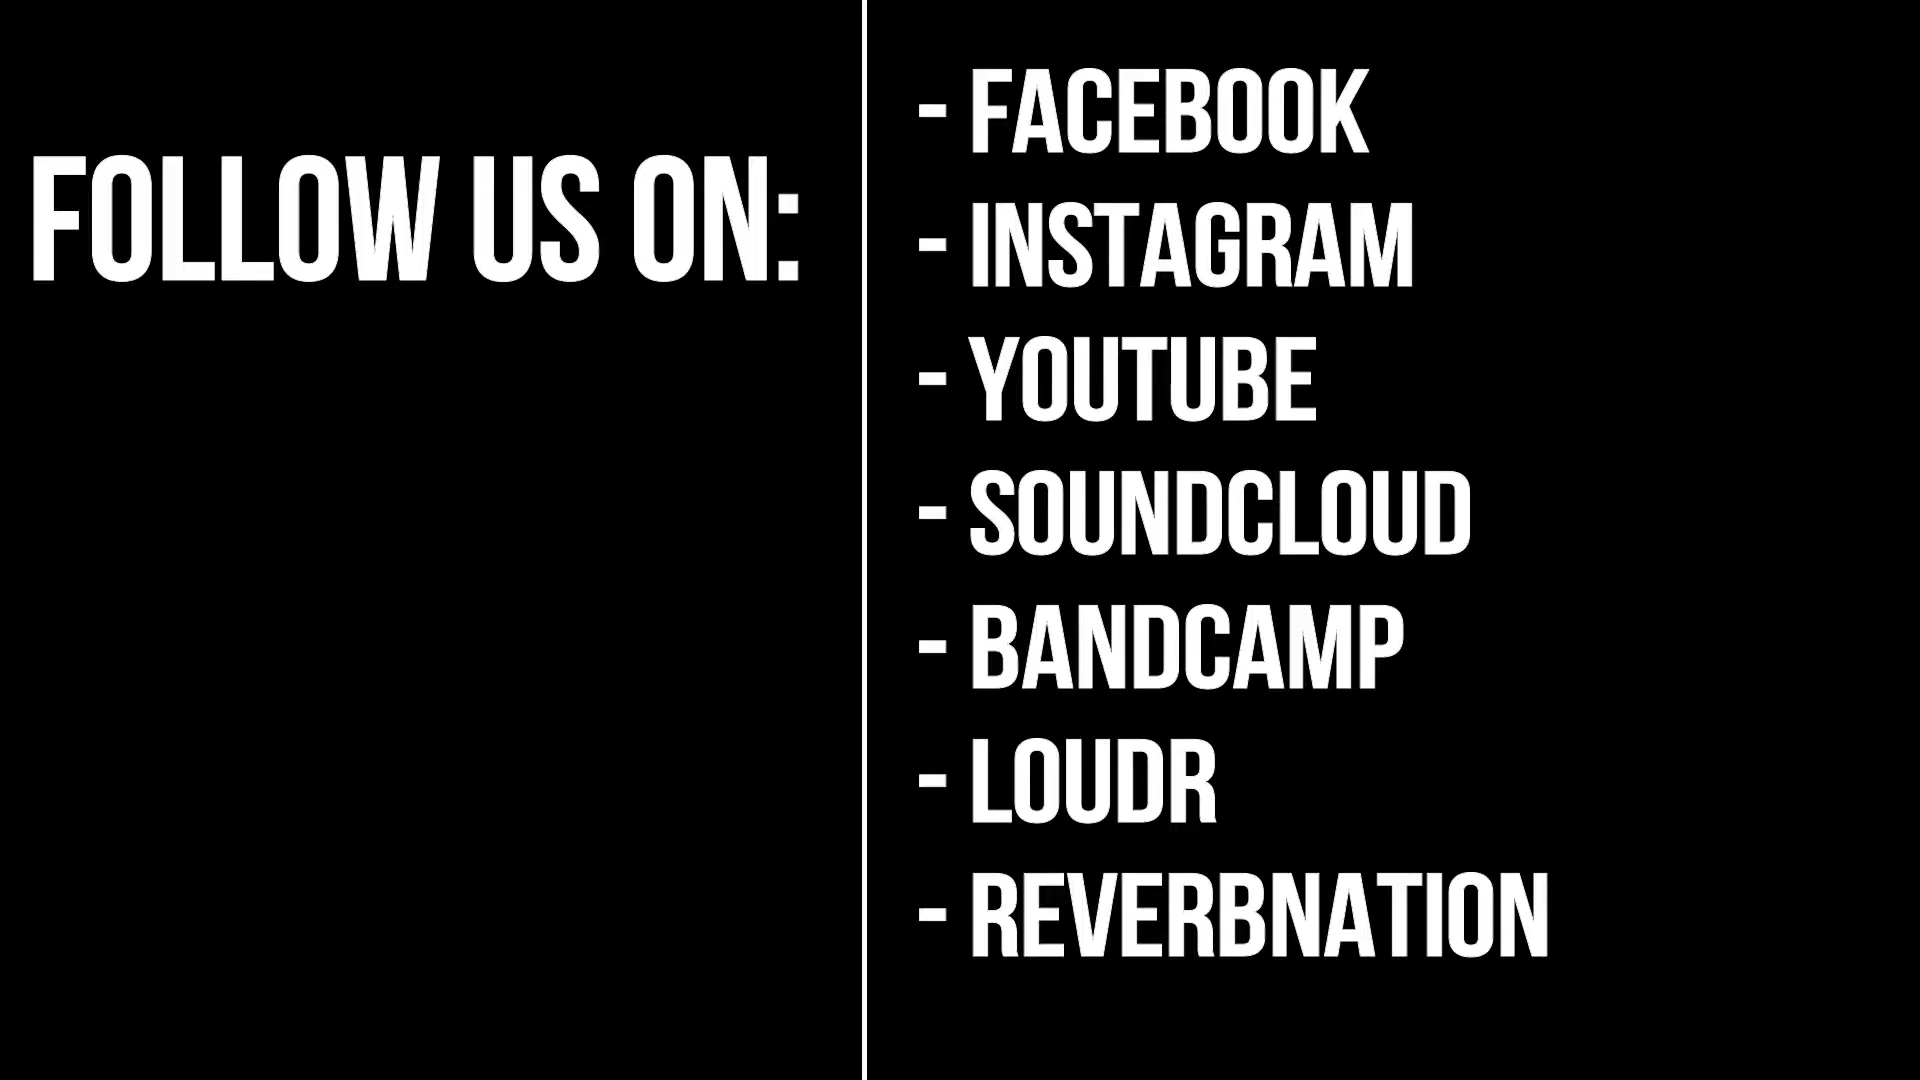 FOLLOW US ON:
- FACEBOOK
- INSTAGRAM
- YOUTUBE
- SOUNDCLOUD
- BANDCAMP
- LOUDR
- REVERBNATION